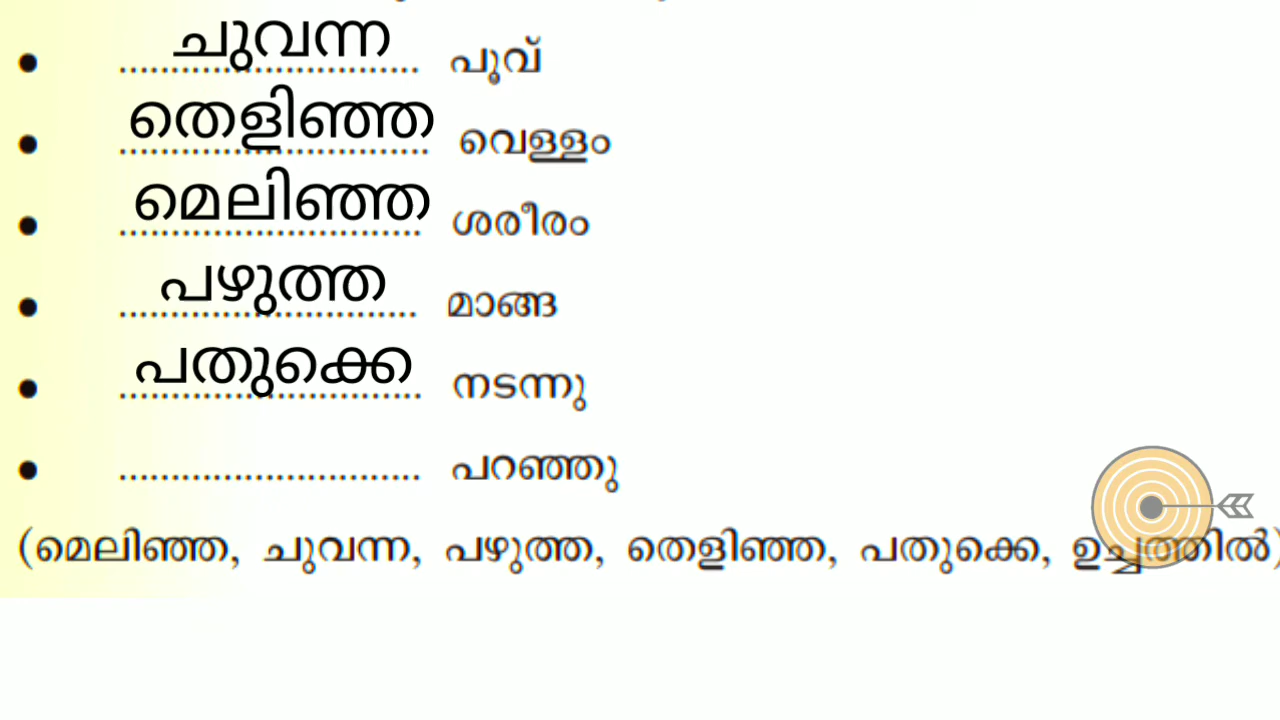 • ചുവന്ന പൂവ്
• തെളിഞ്ഞ വെള്ളം
• മെലിഞ്ഞ ശരീരം
• പഴുത്ത മാങ്ങ
• പതുക്കെ നടന്നു
• ............................ പറഞ്ഞു
(മെലിഞ്ഞ, ചുവന്ന, പഴുത്ത, തെളിഞ്ഞ, പതുക്കെ, ഉച്ചത്തിൽ)